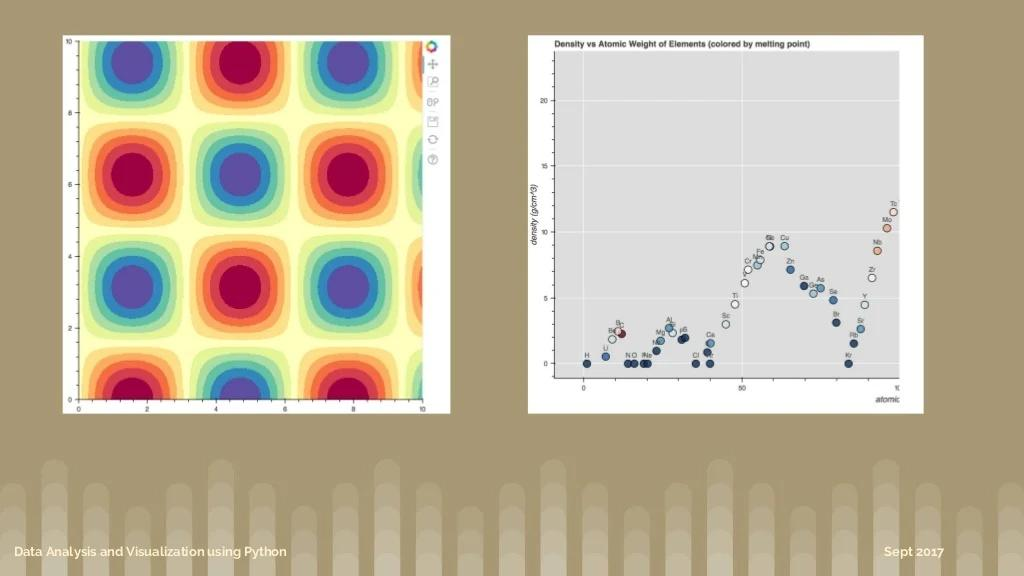 10
8
6
4
2
0
0
2
4
6
8
10
Density vs Atomic Weight of Elements (colored by melting point)
density (g/cm^3)
20
15
10
5
0
0
50
atomic
H
Li
Be
B
C
N
O
Ne
Mg
Al
S
Cl
Ca
Sc
Ti
Cr
Fe
Cu
Zn
Ga
As
Se
Br
Kr
Rb
Sr
Y
Zr
Nb
Mo
Tc
Data Analysis and Visualization using Python
Sept 2017